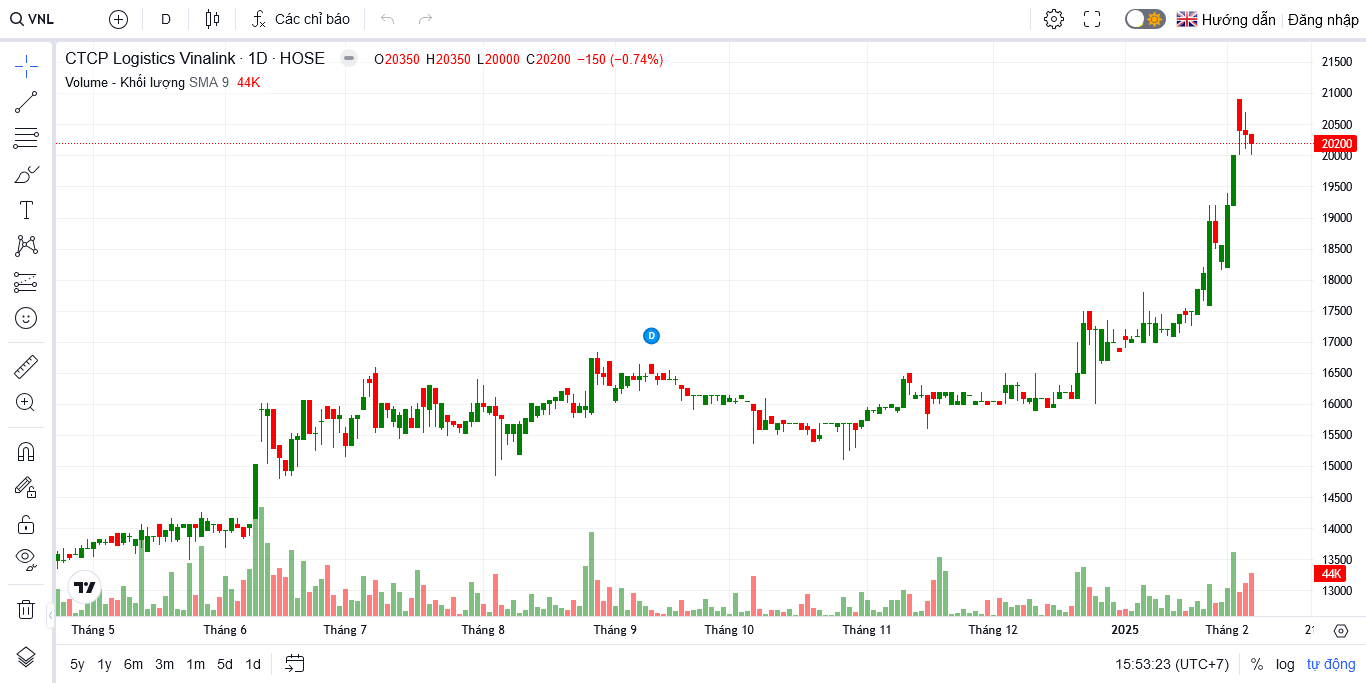 VNL D Các chỉ báo Hướng dẫn Đăng nhập
CTCP Logistics Vinalink · 1D · HOSE O20350 H20350 L20000 C20200 −150 (−0.74%)
Volume - Khối lượng SMA 9 44K
21500
21000
20500
20200
20000
19500
19000
18500
18000
17500
17000
16500
16000
15500
15000
14500
14000
13500
44K
13000
D
Tháng 5 Tháng 6 Tháng 7 Tháng 8 Tháng 9 Tháng 10 Tháng 11 Tháng 12 2025 Tháng 2
5y 1y 6m 3m 1m 5d 1d 15:53:23 (UTC+7) % log tự động